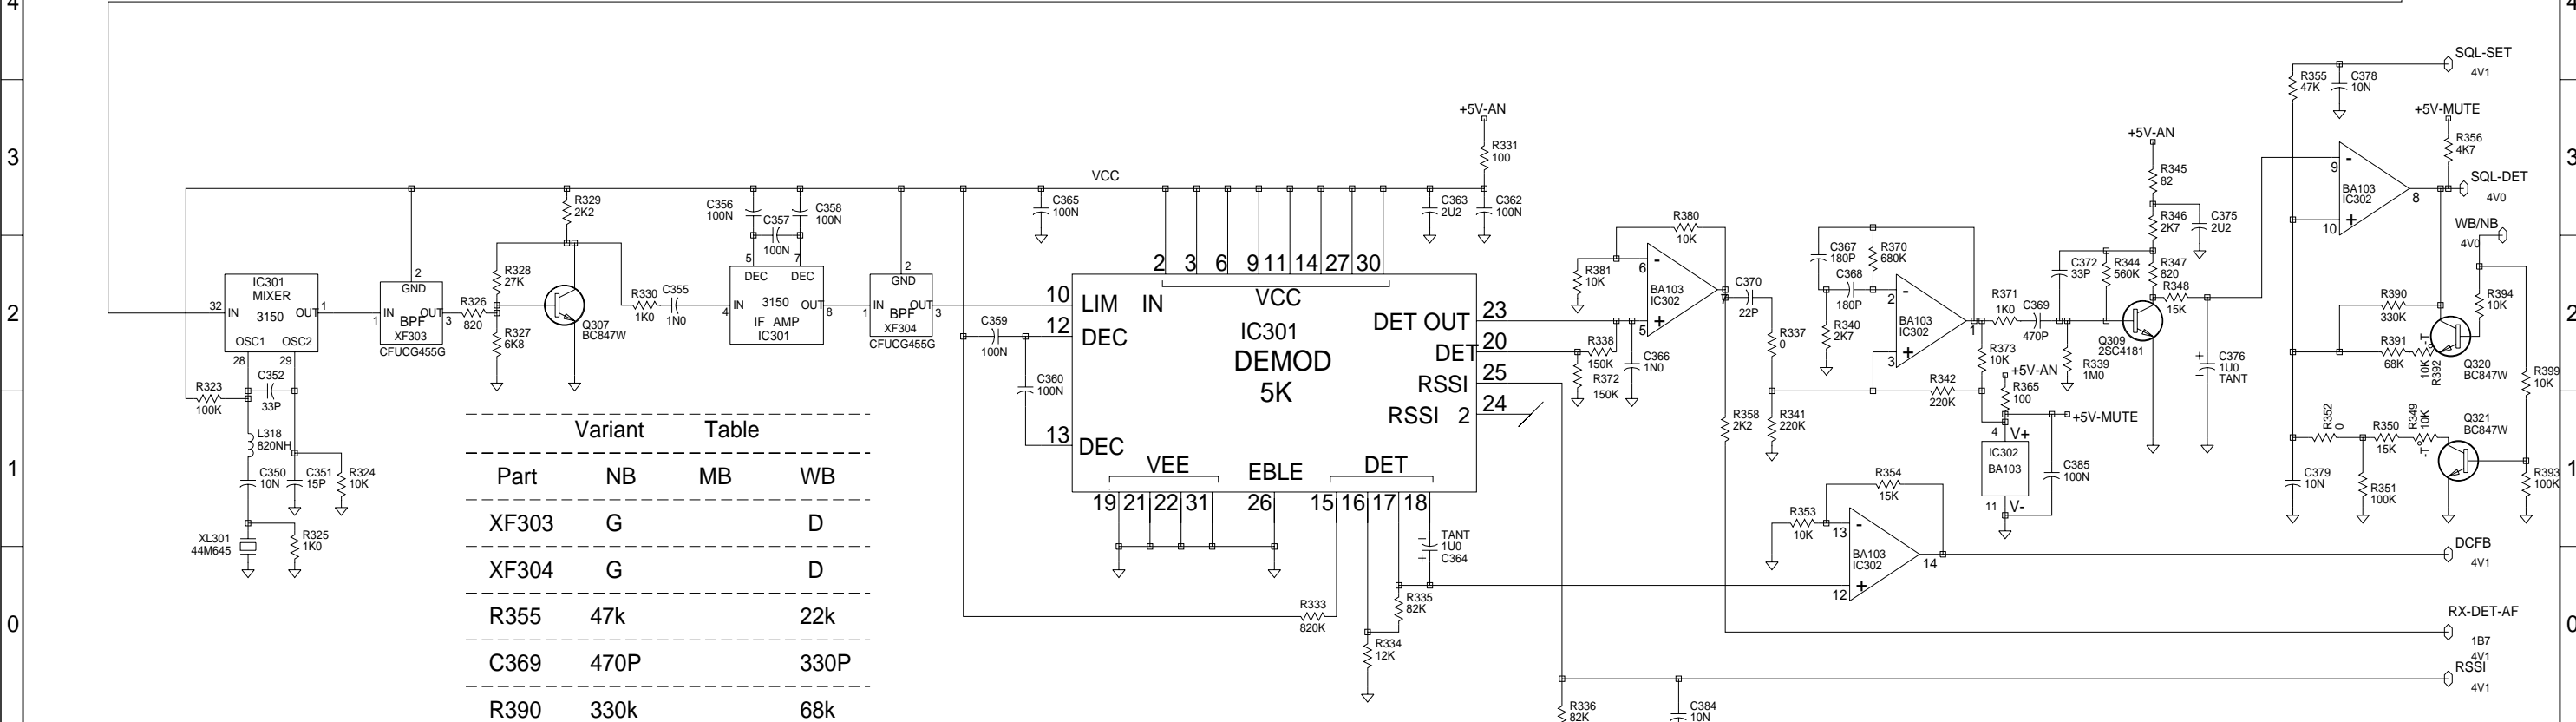 4
4
3
3
2
2
1
1
0
0
SQL-SET
4V1
R355
47K
C378
10N
+5V-MUTE
R356
4K7
SQL-DET
4V0
WB/NB
4V0
9
-
BA103
IC302
+
10
8
+5V-AN
R331
100
VCC
R329
2K2
C356
100N
C357
100N
C358
100N
C365
100N
C363
2U2
C362
100N
+5V-AN
R345
82
R346
2K7
C375
2U2
R347
820
R348
15K
IC301
MIXER
3150
32
IN
OUT
1
OSC1
OSC2
28
29
2
GND
1
IN
OUT
3
BPF
XF303
CFUCG455G
R326
820
R328
27K
R327
6K8
Q307
BC847W
R330
1K0
C355
1N0
5
7
DEC
DEC
4
IN
3150
OUT
8
IF AMP
IC301
2
GND
1
IN
OUT
3
BPF
XF304
CFUCG455G
C359
100N
C360
100N
2
3
6
9
11
14
27
30
VCC
10
LIM IN
12
DEC
13
DEC
IC301
DEMOD
5K
DET OUT
23
DET
20
RSSI
25
RSSI 2
24
VEE
EBLE
DET
19
21
22
31
26
15
16
17
18
R380
10K
R381
10K
6
-
BA103
IC302
5
+
7
R338
150K
R372
150K
C366
1N0
C370
22P
R337
0
R358
2K2
R341
220K
C367
180P
C368
180P
R370
680K
R340
2K7
2
-
BA103
IC302
3
+
1
R371
1K0
C369
470P
R373
10K
R342
220K
C372
33P
R344
560K
R339
1M0
Q309
2SC4181
C376
1U0
TANT
+
-
+5V-AN
R365
100
+5V-MUTE
4
V+
IC302
BA103
11
V-
C385
100N
R390
330K
R391
68K
10K
R392
-T°
R394
10K
Q320
BC847W
R399
10K
R352
0
R350
15K
R349
10K
-T°
Q321
BC847W
R351
100K
C379
10N
R393
100K
R323
100K
C352
33P
L318
820NH
C350
10N
C351
15P
R324
10K
XL301
44M645
R325
1K0
Variant Table
Part NB MB WB
XF303 G D
XF304 G D
R355 47k 22k
C369 470P 330P
R390 330k 68k
TANT
1U0
C364
-
+
R333
820K
R335
82K
R334
12K
R354
15K
R353
10K
13
-
BA103
IC302
12
+
14
DCFB
4V1
RX-DET-AF
1B7
4V1
RSSI
4V1
R336
82K
C384
10N